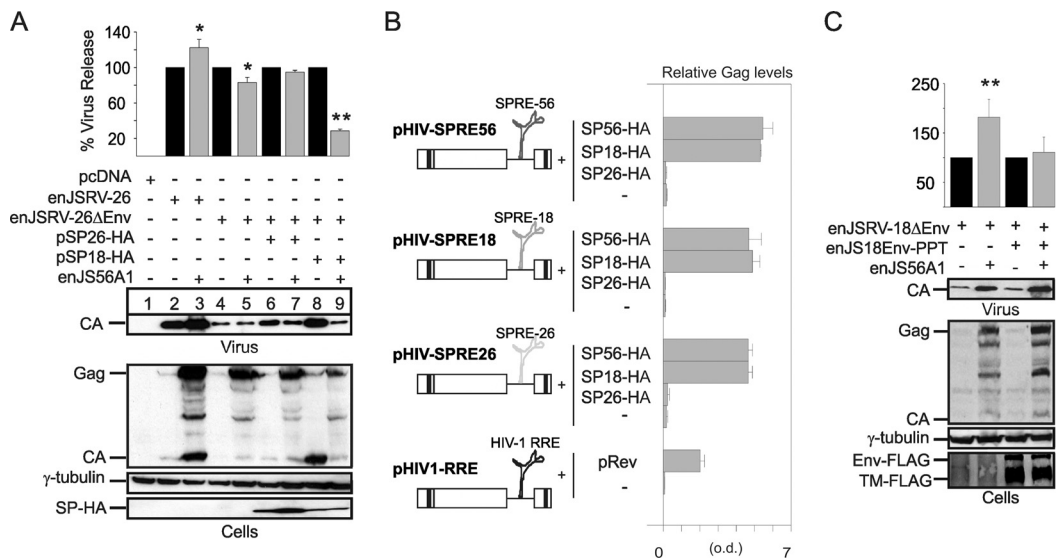 A
% Virus Release
140
100
80
60
20
*
*
**
pcDNA + - - - - - - - -
enJSRV-26 - + + - - - - - -
enJSRV-26ΔEnv - - - + + + + + +
pSP26-HA - - - - - + + - -
pSP18-HA - - - - - - - + +
enJS56A1 - - + - + - + - +
1 2 3 4 5 6 7 8 9
CA
Virus
Gag
CA
γ-tubulin
SP-HA
Cells
B
Relative Gag levels
SPRE-56
pHIV-SPRE56
+
SP56-HA
SP18-HA
SP26-HA
-
SPRE-18
pHIV-SPRE18
+
SP56-HA
SP18-HA
SP26-HA
-
SPRE-26
pHIV-SPRE26
+
SP56-HA
SP18-HA
SP26-HA
-
HIV-1 RRE
pHIV1-RRE
+
pRev
-
0 (o.d.) 7
C
250
150
50
**
enJSRV-18ΔEnv + + + +
enJS18Env-PPT - - + +
enJS56A1 - + - +
CA
Virus
Gag
CA
γ-tubulin
Env-FLAG
TM-FLAG
Cells